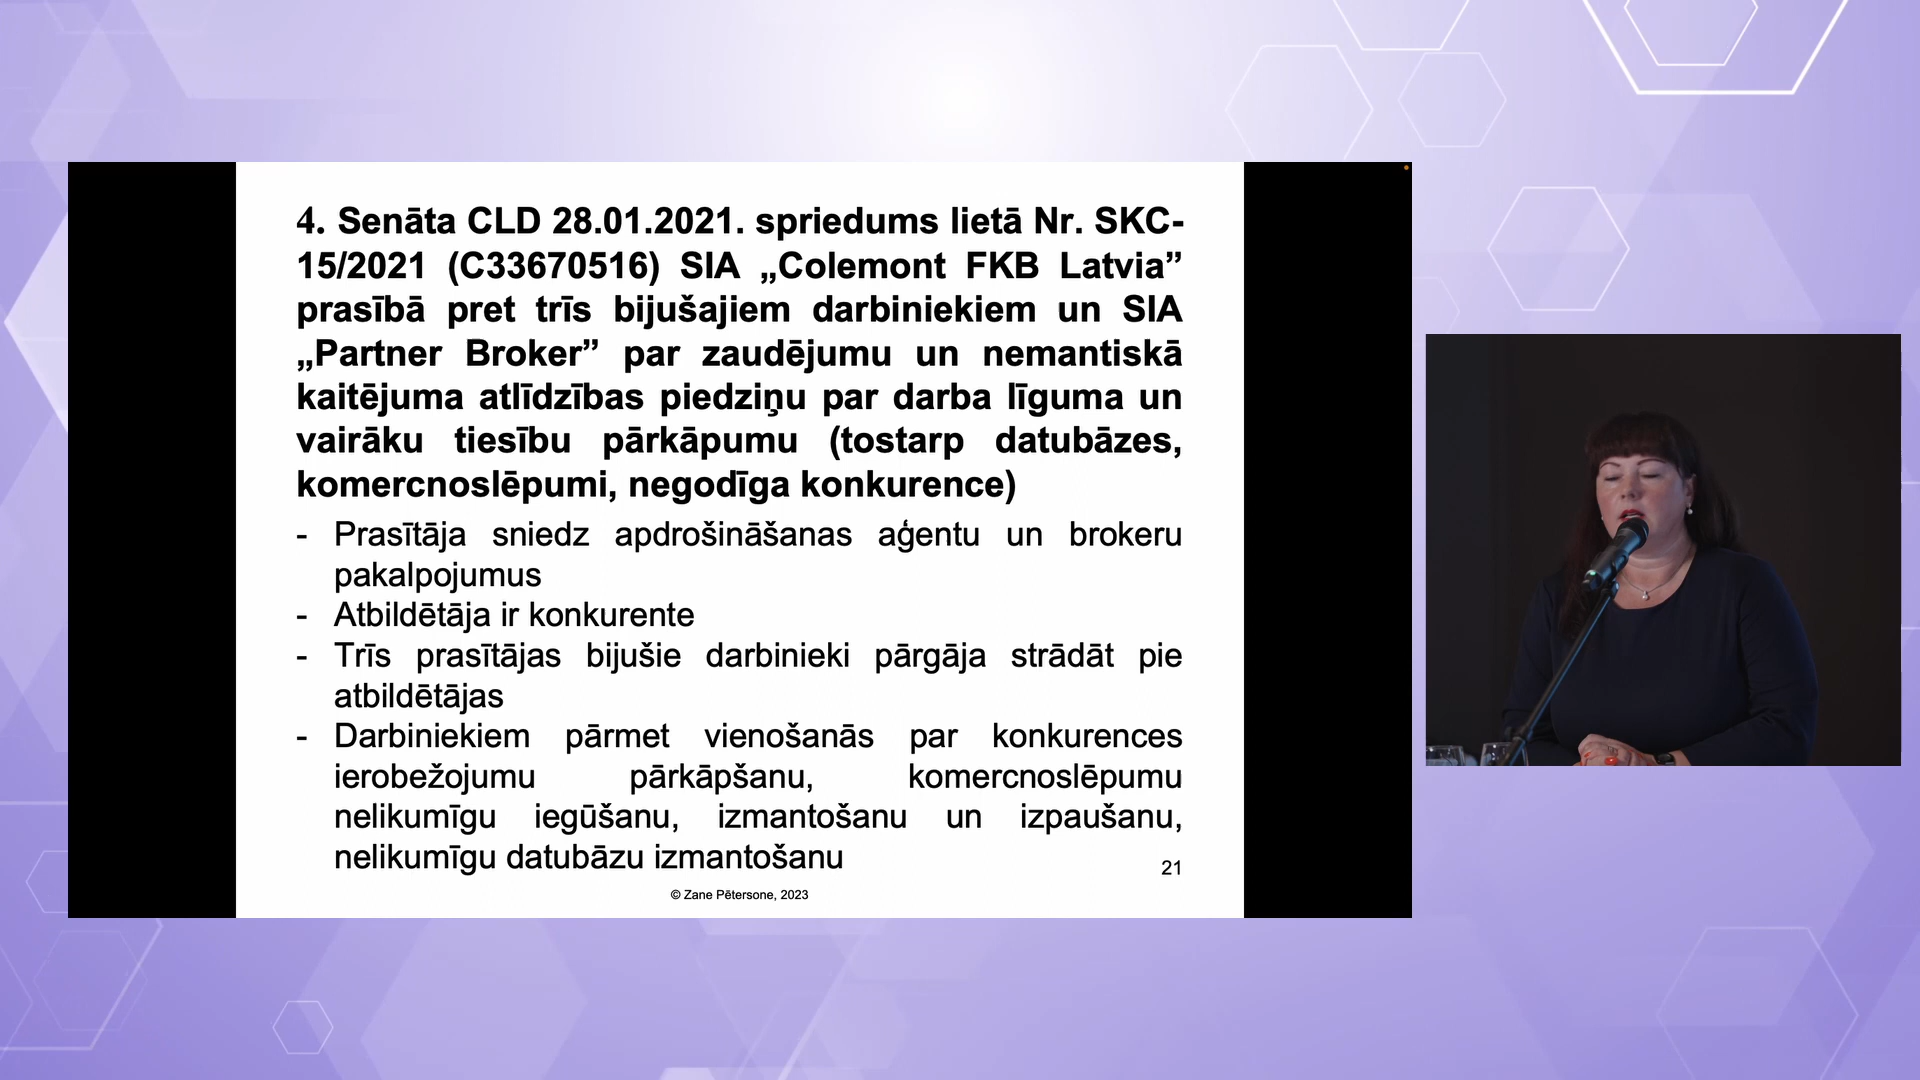 4. Senāta CLD 28.01.2021. spriedums lietā Nr. SKC-
15/2021 (C33670516) SIA „Colemont FKB Latvia”
prasībā pret trīs bijušajiem darbiniekiem un SIA
„Partner Broker” par zaudējumu un nemantiskā
kaitējuma atlīdzības piedziņu par darba līguma un
vairāku tiesību pārkāpumu (tostarp datubāzes,
komercnoslēpumi, negodīga konkurence)
- Prasītāja sniedz apdrošināšanas aģentu un brokeru
pakalpojumus
- Atbildētāja ir konkurente
- Trīs prasītājas bijušie darbinieki pārgāja strādāt pie
atbildētājas
- Darbiniekiem pārmet vienošanās par konkurences
ierobežojumu pārkāpšanu, komercnoslēpumu
nelikumīgu iegūšanu, izmantošanu un izpaušanu,
nelikumīgu datubāzu izmantošanu
21
© Zane Pētersone, 2023